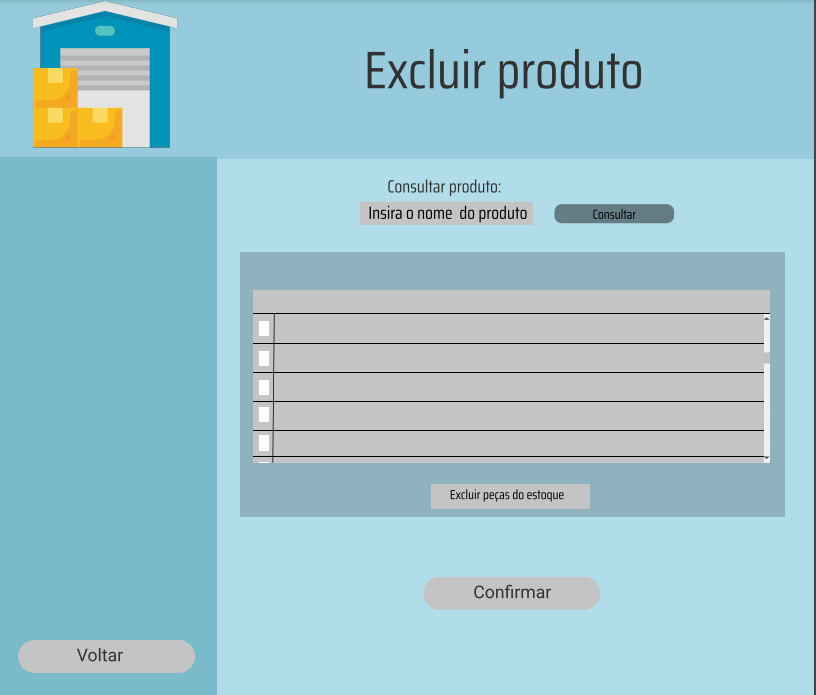 Excluir produto
Consultar produto:
Insira o nome do produto
Consultar
Excluir peças do estoque
Confirmar
Voltar